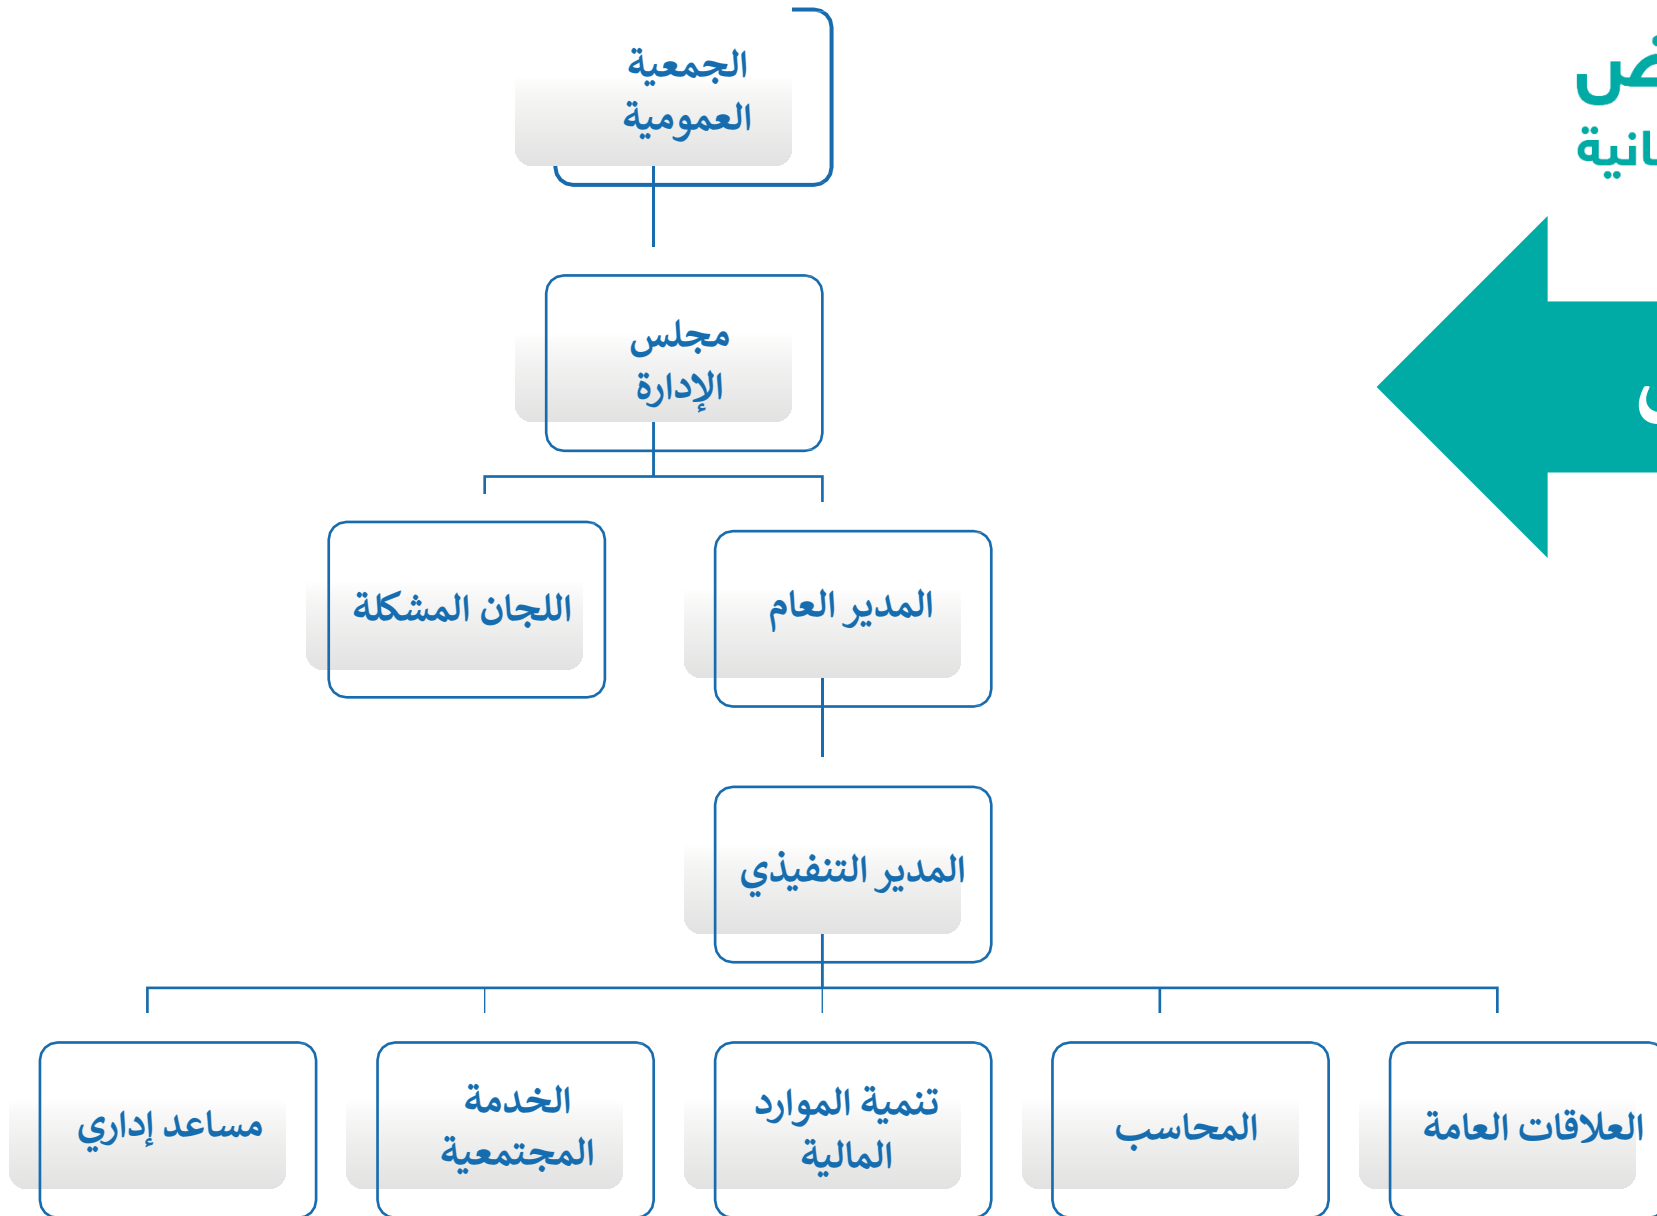 الجمعية
العمومية
مجلس
الإدارة
المدير العام
اللجان المشكلة
المدير التنفيذي
العلاقات العامة
المحاسب
تنمية الموارد
المالية
الخدمة
المجتمعية
مساعد إداري